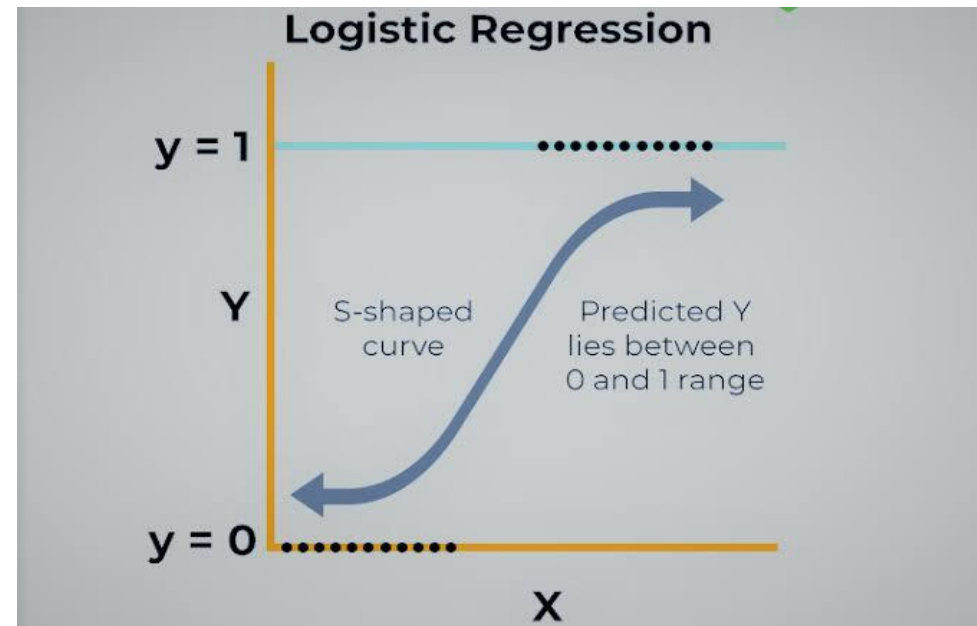 Logistic Regression
y = 1
Y
S-shaped
curve
Predicted Y
lies between
0 and 1 range
y = 0
X